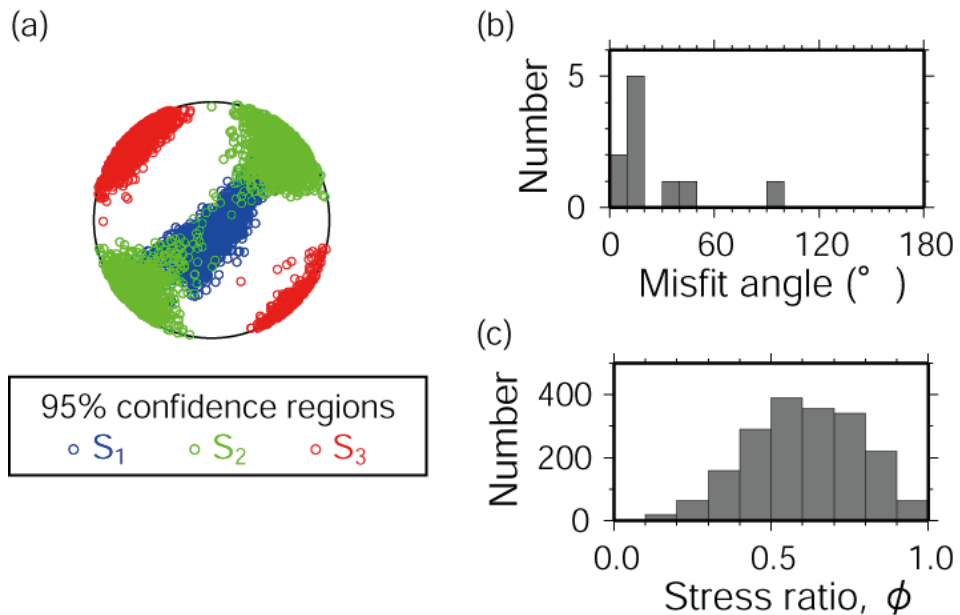 (a)
95% confidence regions
S1 S2 S3
(b)
Number
5
0
0 60 120 180
Misfit angle (° )
(c)
Number
400
200
0
0.0 0.5 1.0
Stress ratio, ϕ